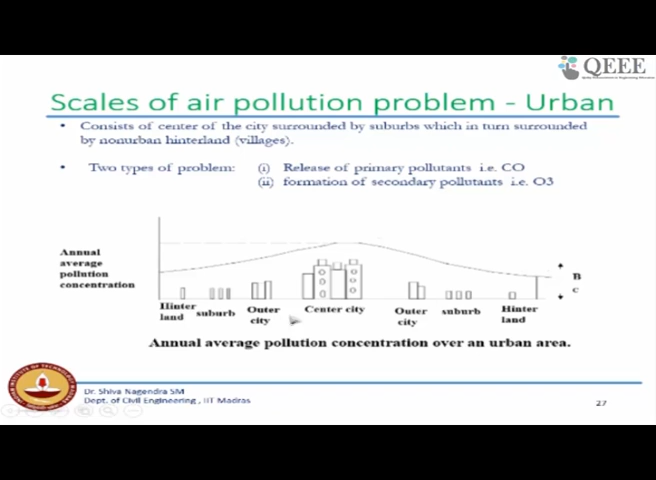 QEEE
Scales of air pollution problem - Urban
• Consists of center of the city surrounded by suburbs which in turn surrounded
by nonurban hinterland (villages).
• Two types of problem: (i) Release of primary pollutants i.e. CO
(ii) formation of secondary pollutants i.e. O3
Annual
average
pollution
concentration
B
c
Hinter
land
suburb
Outer
city
Center city
Outer
city
suburb
Hinter
land
Annual average pollution concentration over an urban area.
Dr. Shiva Nagendra SM
Dept. of Civil Engineering , IIT Madras
27